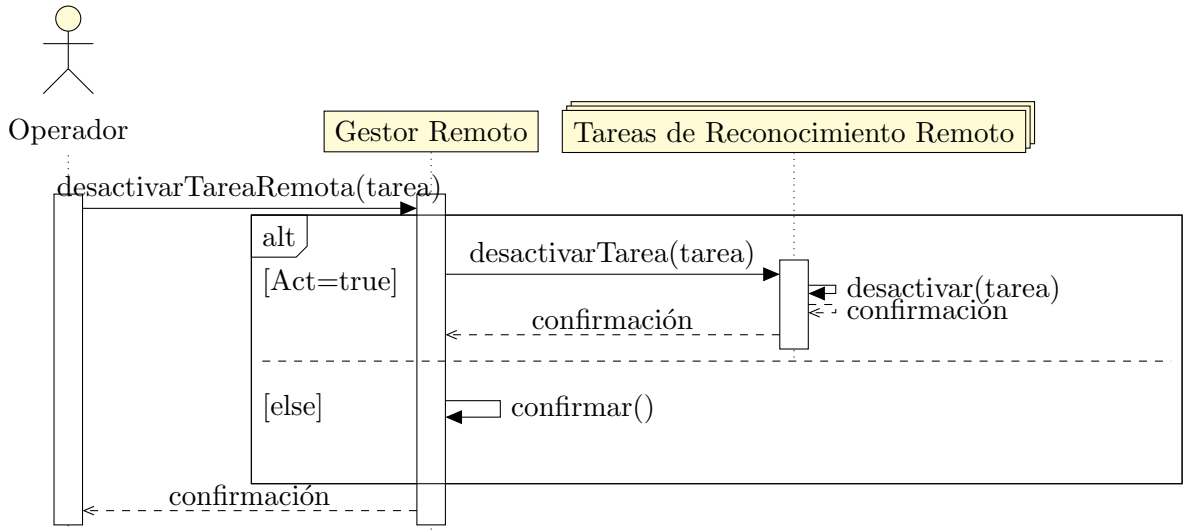 Operador
Gestor Remoto
Tareas de Reconocimiento Remoto
desactivarTareaRemota(tarea)
alt
desactivarTarea(tarea)
[Act=true]
desactivar(tarea)
confirmación
confirmación
[else]
confirmar()
confirmación